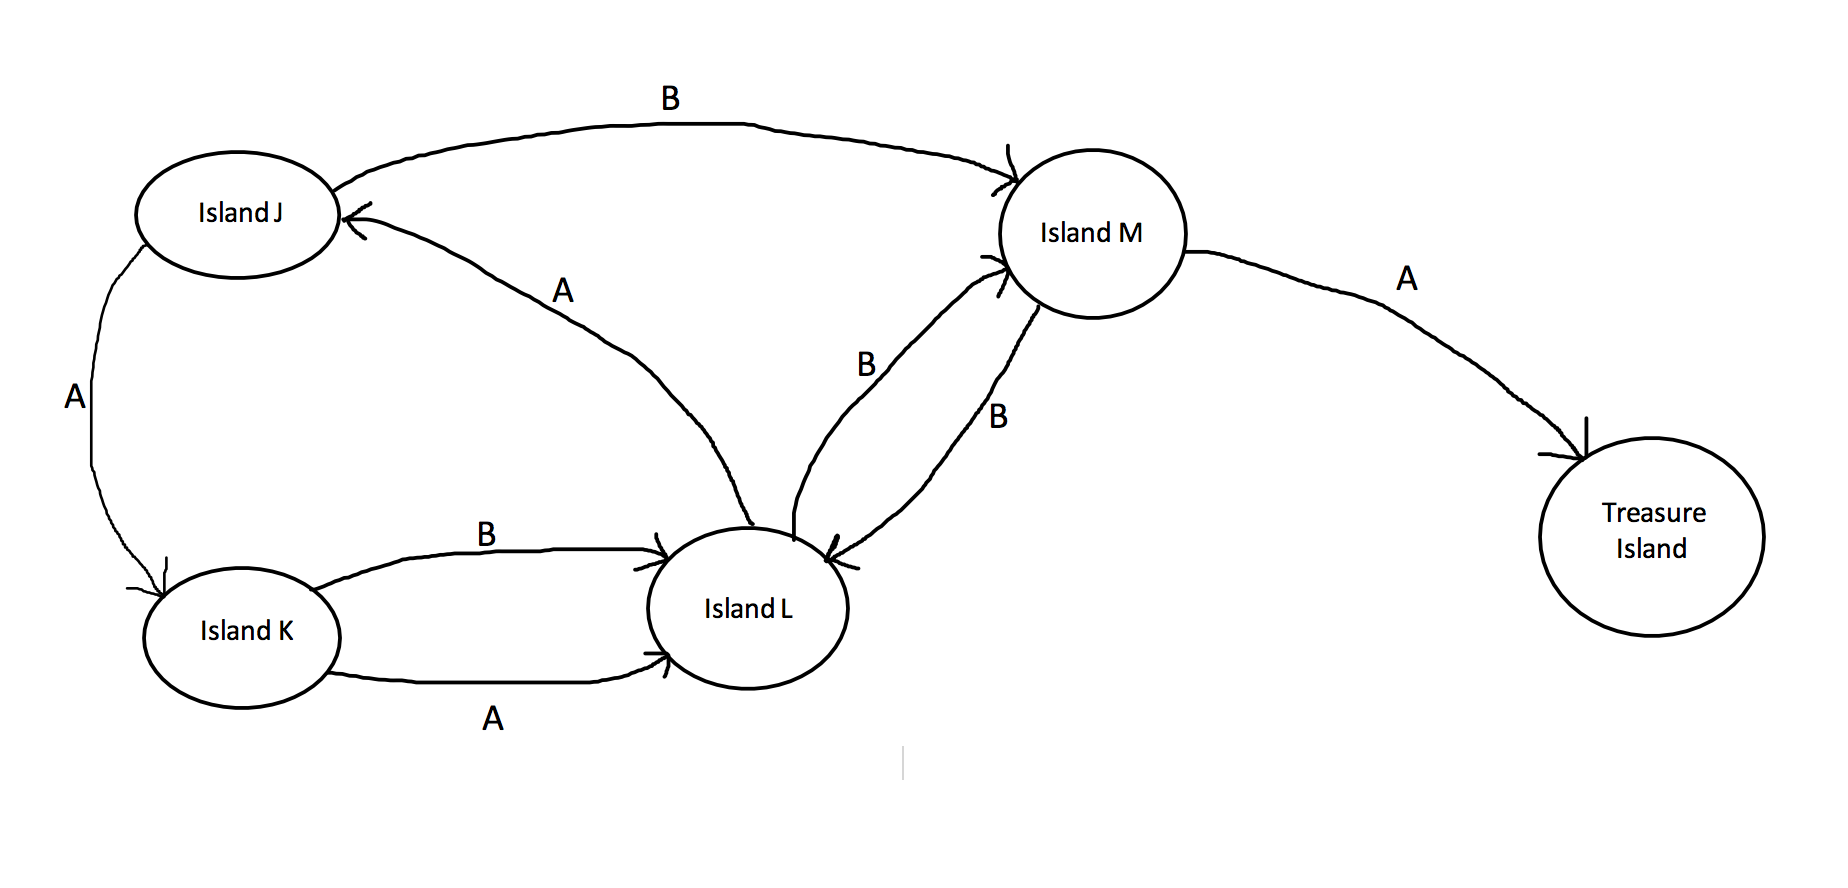 B
Island J
Island M
A
A
B
A
B
B
Treasure
Island
Island L
Island K
A